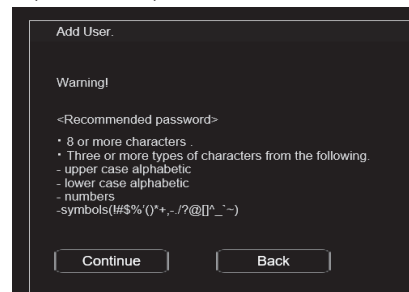 Add User.
Warning!
<Recommended password>
・8 or more characters .
・Three or more types of characters from the following.
- upper case alphabetic
- lower case alphabetic
- numbers
-symbols(!#$%'()*+,-./?@[]^_`~)
Continue
Back